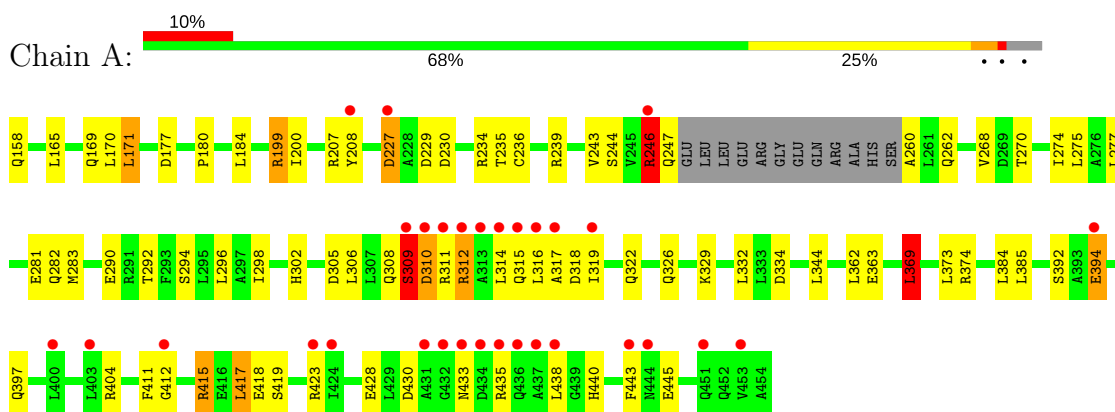 10%
Chain A:
68% 25% • • •
Q158 L165 Q169 L170 L171 D177 P180 L184 R199 I200 R207 Y208 D227 A228 D229 D230 R234 T235 C236 R239 V243 S244 V245 R246 Q247 GLU LEU LEU GLU ARG GLY GLU GLN ARG ALA HIS SER A260 L261 Q262 V268 D269 T270 I274 L275 A276 L277
E281 Q282 M283 E290 R291 T292 F293 S294 L295 L296 A297 I298 H302 D305 L306 L307 Q308 S309 D310 R311 R312 A313 L314 Q315 L316 A317 D318 I319 Q322 Q326 K329 L332 L333 D334 L344 L362 E363 L369 L373 R374 L384 L385 S392 A393 E394
Q397 L400 L403 R404 F411 G412 R415 E416 L417 E418 S419 R423 I424 E428 L429 D430 A431 G432 N433 D434 R435 Q436 A437 L438 G439 H440 F443 N444 E445 Q451 Q452 V453 A454